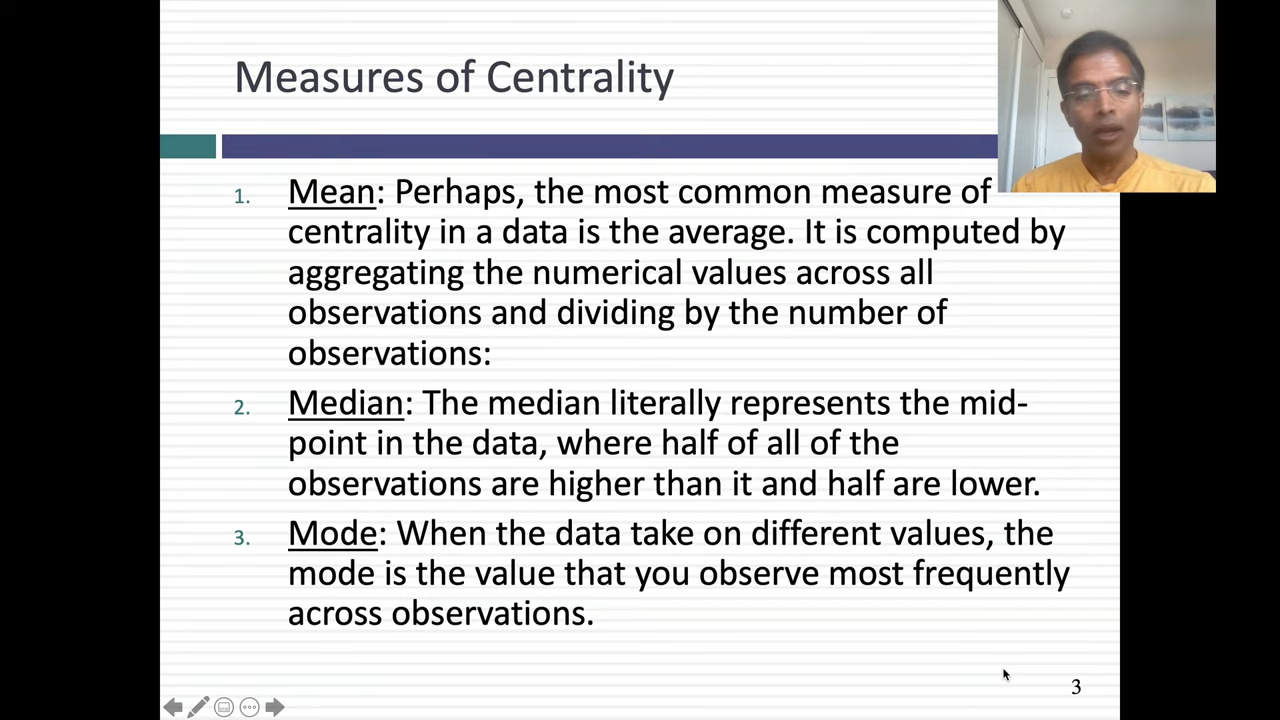 Measures of Centrality
1. Mean: Perhaps, the most common measure of
centrality in a data is the average. It is computed by
aggregating the numerical values across all
observations and dividing by the number of
observations:
2. Median: The median literally represents the mid-
point in the data, where half of all of the
observations are higher than it and half are lower.
3. Mode: When the data take on different values, the
mode is the value that you observe most frequently
across observations.
3